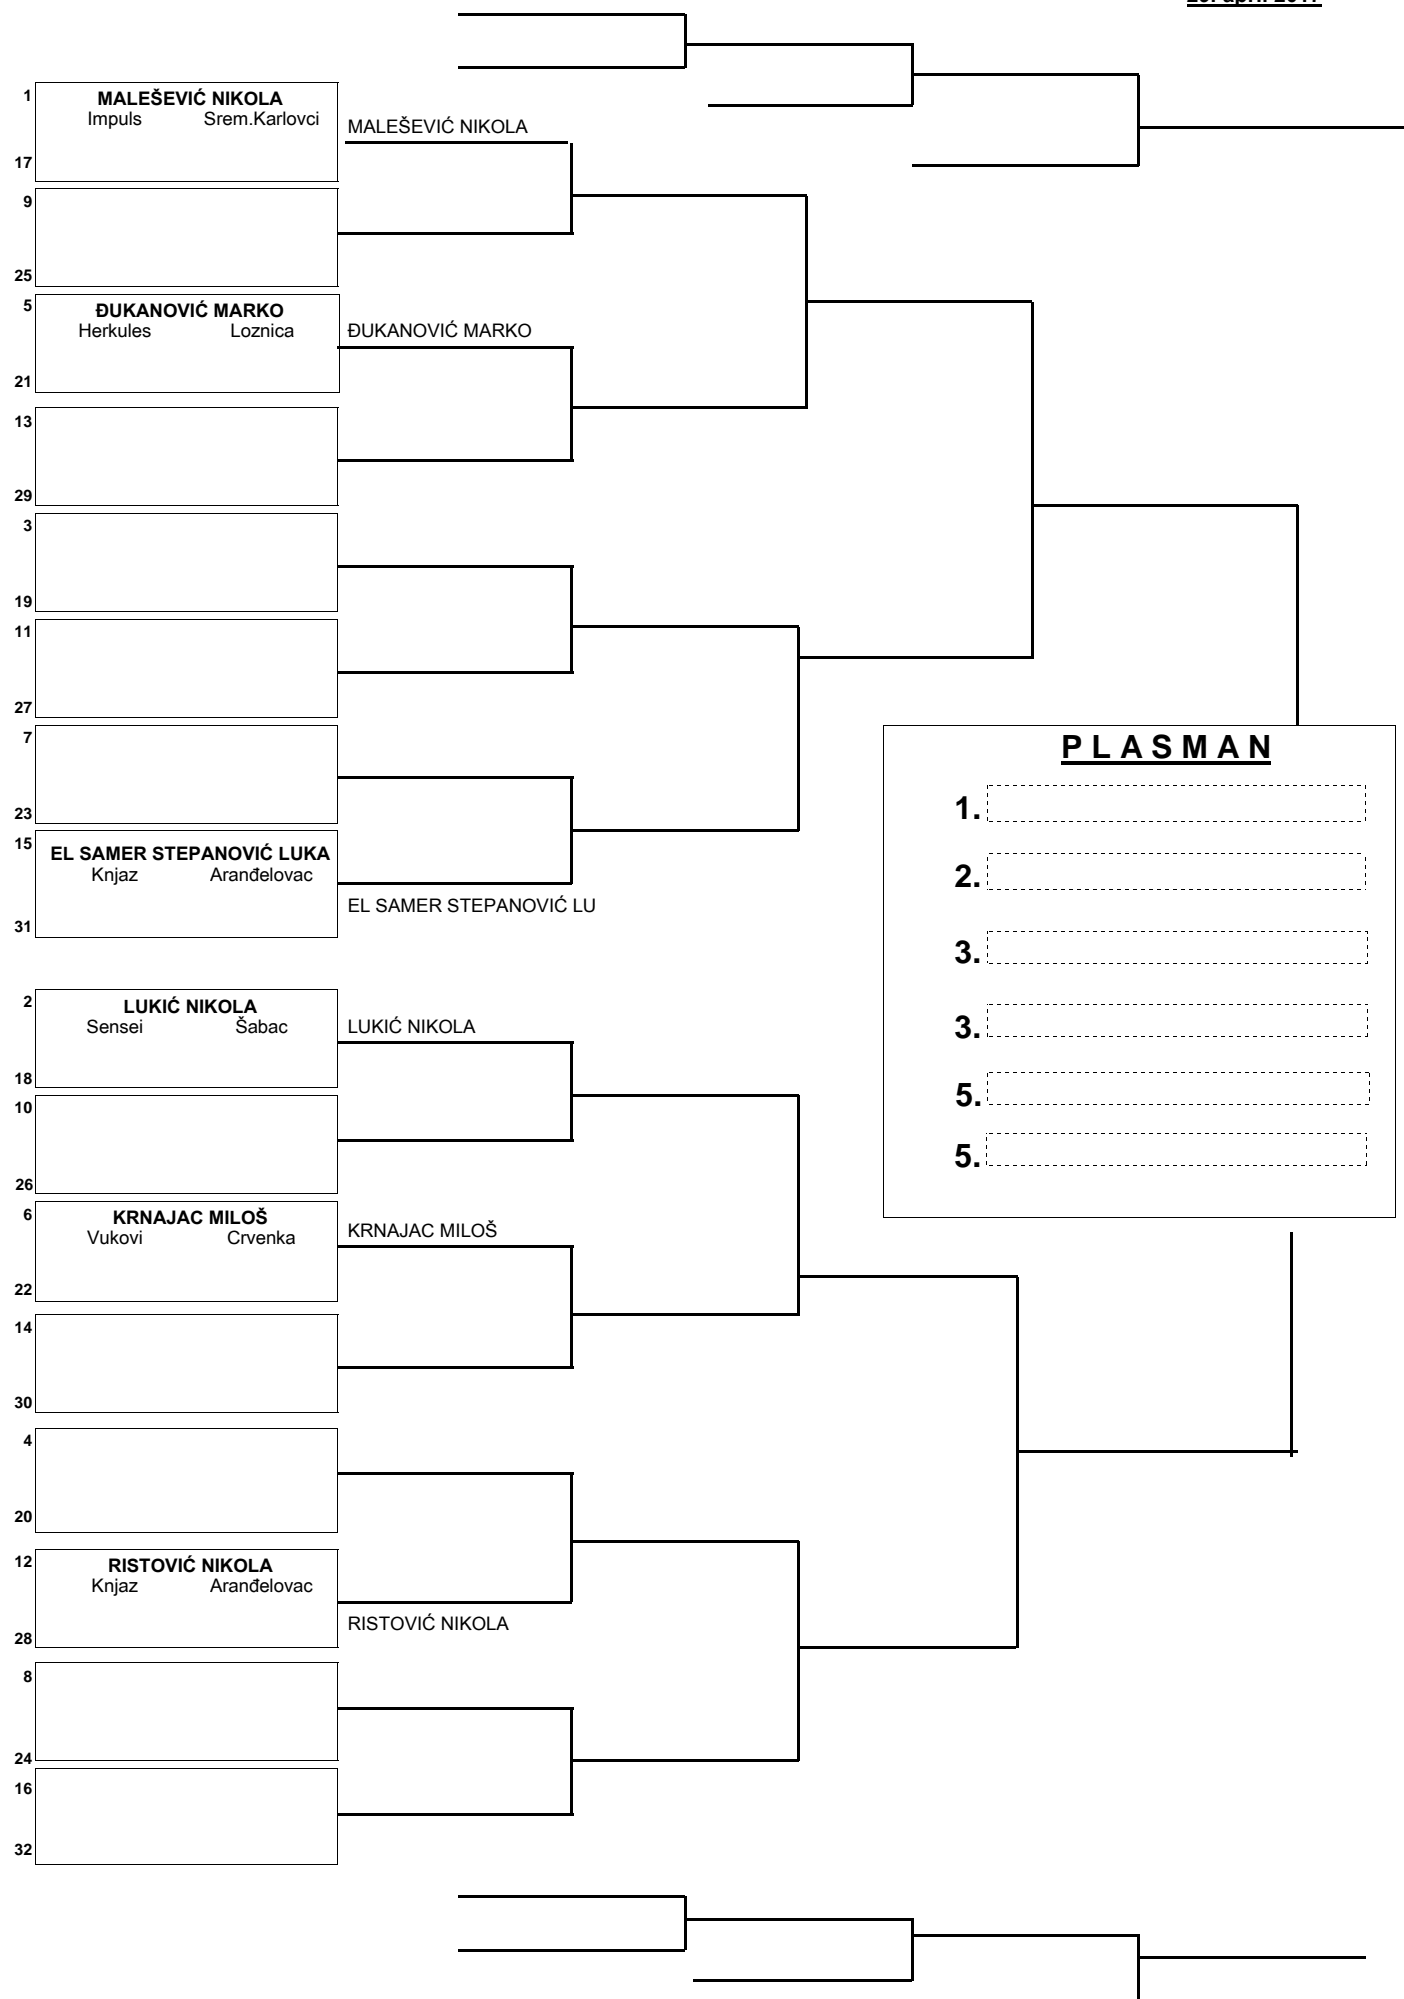 1
MALEŠEVIĆ NIKOLA
Impuls Srem.Karlovci
MALEŠEVIĆ NIKOLA
17
9
25
5
ĐUKANOVIĆ MARKO
Herkules Loznica
ĐUKANOVIĆ MARKO
21
13
29
3
19
11
27
7
23
15
EL SAMER STEPANOVIĆ LUKA
Knjaz Aranđelovac
EL SAMER STEPANOVIĆ LU
31
PLASMAN
1.
2.
3.
3.
5.
5.
2
LUKIĆ NIKOLA
Sensei Šabac
LUKIĆ NIKOLA
18
10
26
6
KRNAJAC MILOŠ
Vukovi Crvenka
KRNAJAC MILOŠ
22
14
30
4
20
12
RISTOVIĆ NIKOLA
Knjaz Aranđelovac
RISTOVIĆ NIKOLA
28
8
24
16
32